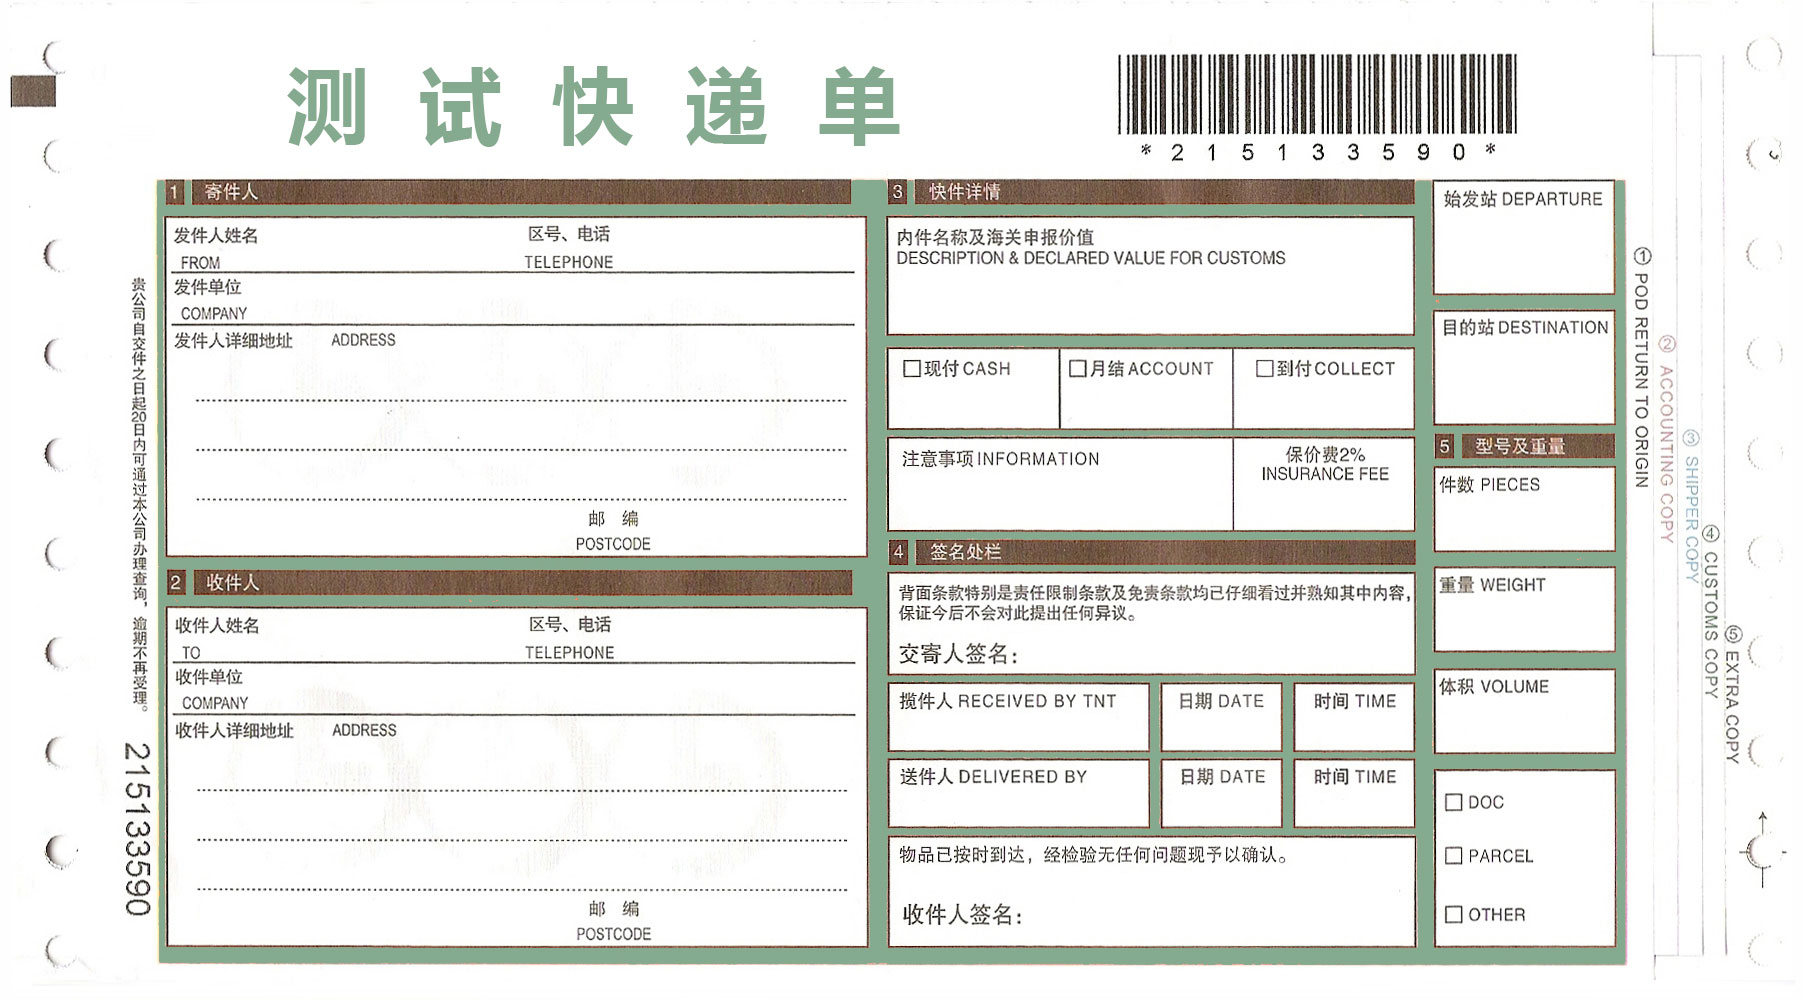 测试快递单
*215133590*
1 寄件人
发件人姓名 区号、电话
FROM TELEPHONE
发件单位
COMPANY
发件人详细地址 ADDRESS
邮 编
POSTCODE
2 收件人
收件人姓名 区号、电话
TO TELEPHONE
收件单位
COMPANY
收件人详细地址 ADDRESS
邮 编
POSTCODE
3 快件详情
内件名称及海关申报价值
DESCRIPTION & DECLARED VALUE FOR CUSTOMS
现付 CASH
月结 ACCOUNT
到付 COLLECT
注意事项 INFORMATION
保价费2%
INSURANCE FEE
4 签名处栏
背面条款特别是责任限制条款及免责条款均已仔细看过并熟知其中内容，
保证今后不会对此提出任何异议。
交寄人签名：
揽件人 RECEIVED BY TNT
日期 DATE
时间 TIME
送件人 DELIVERED BY
日期 DATE
时间 TIME
物品已按时到达，经检验无任何问题现予以确认。
收件人签名：
始发站 DEPARTURE
目的站 DESTINATION
5 型号及重量
件数 PIECES
重量 WEIGHT
体积 VOLUME
DOC
PARCEL
OTHER
贵公司自交件之日起20日内可通过本公司办理查询，逾期不再受理。
215133590
① POD RETURN TO ORIGIN
② ACCOUNTING COPY
③ SHIPPER COPY
④ CUSTOMS COPY
⑤ EXTRA COPY